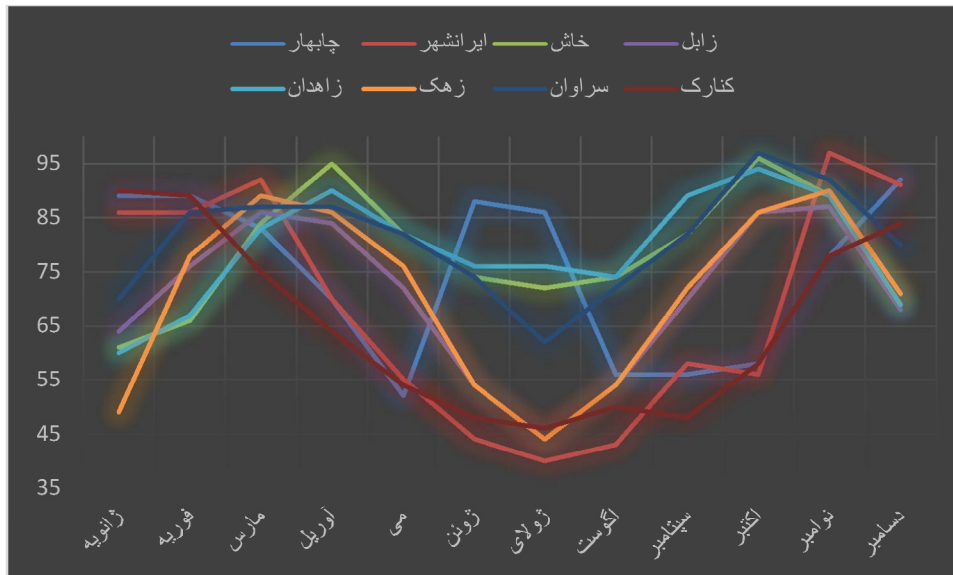 چابهار ایرانشهر خاش زابل
زاهدان زهک سراوان کنارک
95
85
75
65
55
45
35
ژانویه فوریه مارس آوریل می ژوئن ژولای آگوست سپتامبر اکتبر نوامبر دسامبر